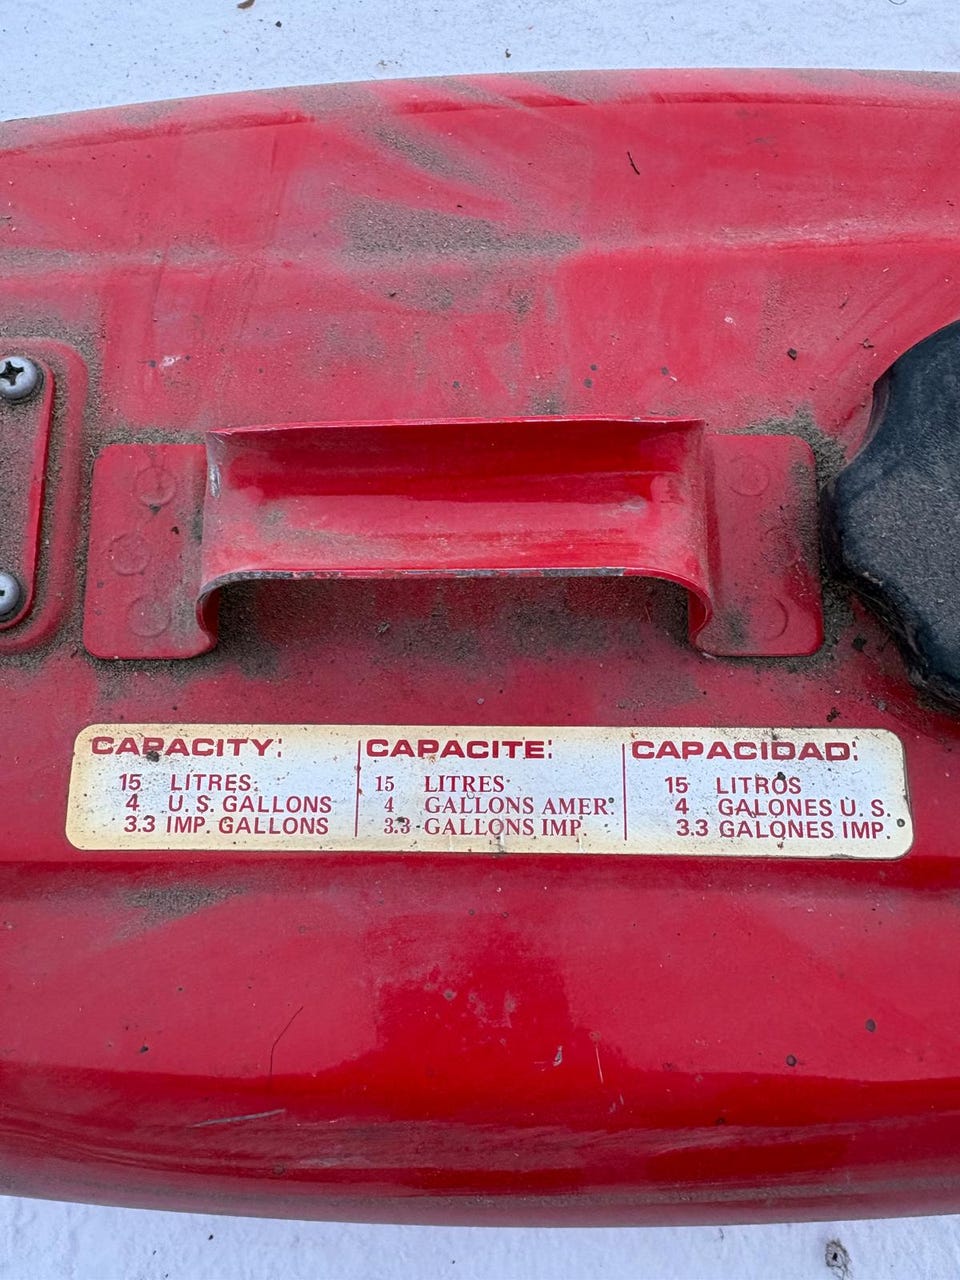 CAPACITY:
15 LITRES
4 U.S. GALLONS
3.3 IMP. GALLONS
CAPACITE:
15 LITRES
4 GALLONS AMER.
3.3 GALLONS IMP.
CAPACIDAD:
15 LITROS
4 GALONES U.S.
3.3 GALONES IMP.